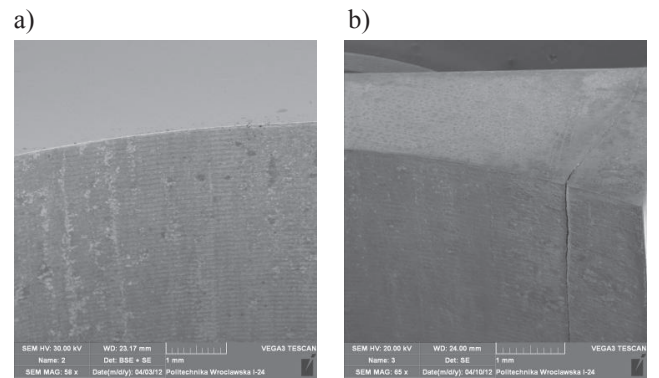 a)
b)
SEM HV: 30.00 kV WD: 23.17 mm VEGA3 TESCAN
Name: 2 Det: BSE + SE 1 mm
SEM MAG: 58 x Date(m/d/y): 04/03/12 Politechnika Wroclawska I-24
SEM HV: 20.00 kV WD: 24.00 mm VEGA3 TESCAN
Name: 3 Det: SE 1 mm
SEM MAG: 65 x Date(m/d/y): 04/10/12 Politechnika Wroclawska I-24